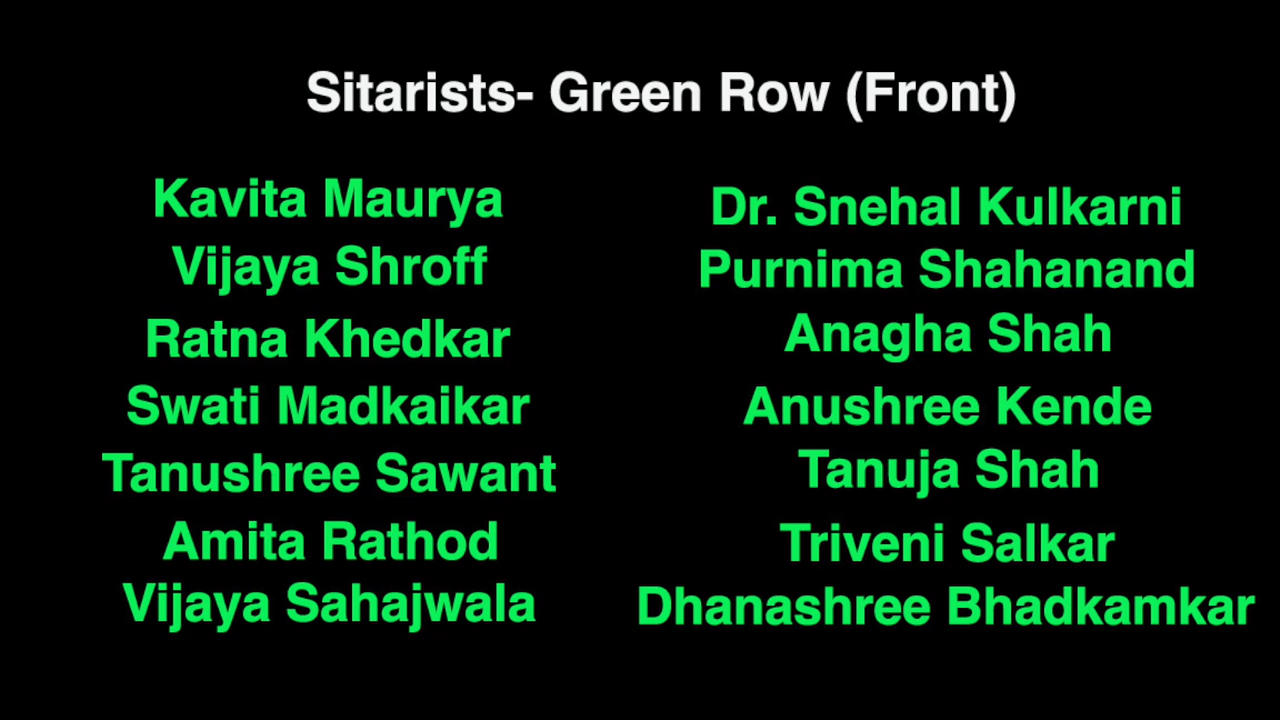 Sitarists- Green Row (Front)
Kavita Maurya
Vijaya Shroff
Ratna Khedkar
Swati Madkaikar
Tanushree Sawant
Amita Rathod
Vijaya Sahajwala
Dr. Snehal Kulkarni
Purnima Shahanand
Anagha Shah
Anushree Kende
Tanuja Shah
Triveni Salkar
Dhanashree Bhadkamkar